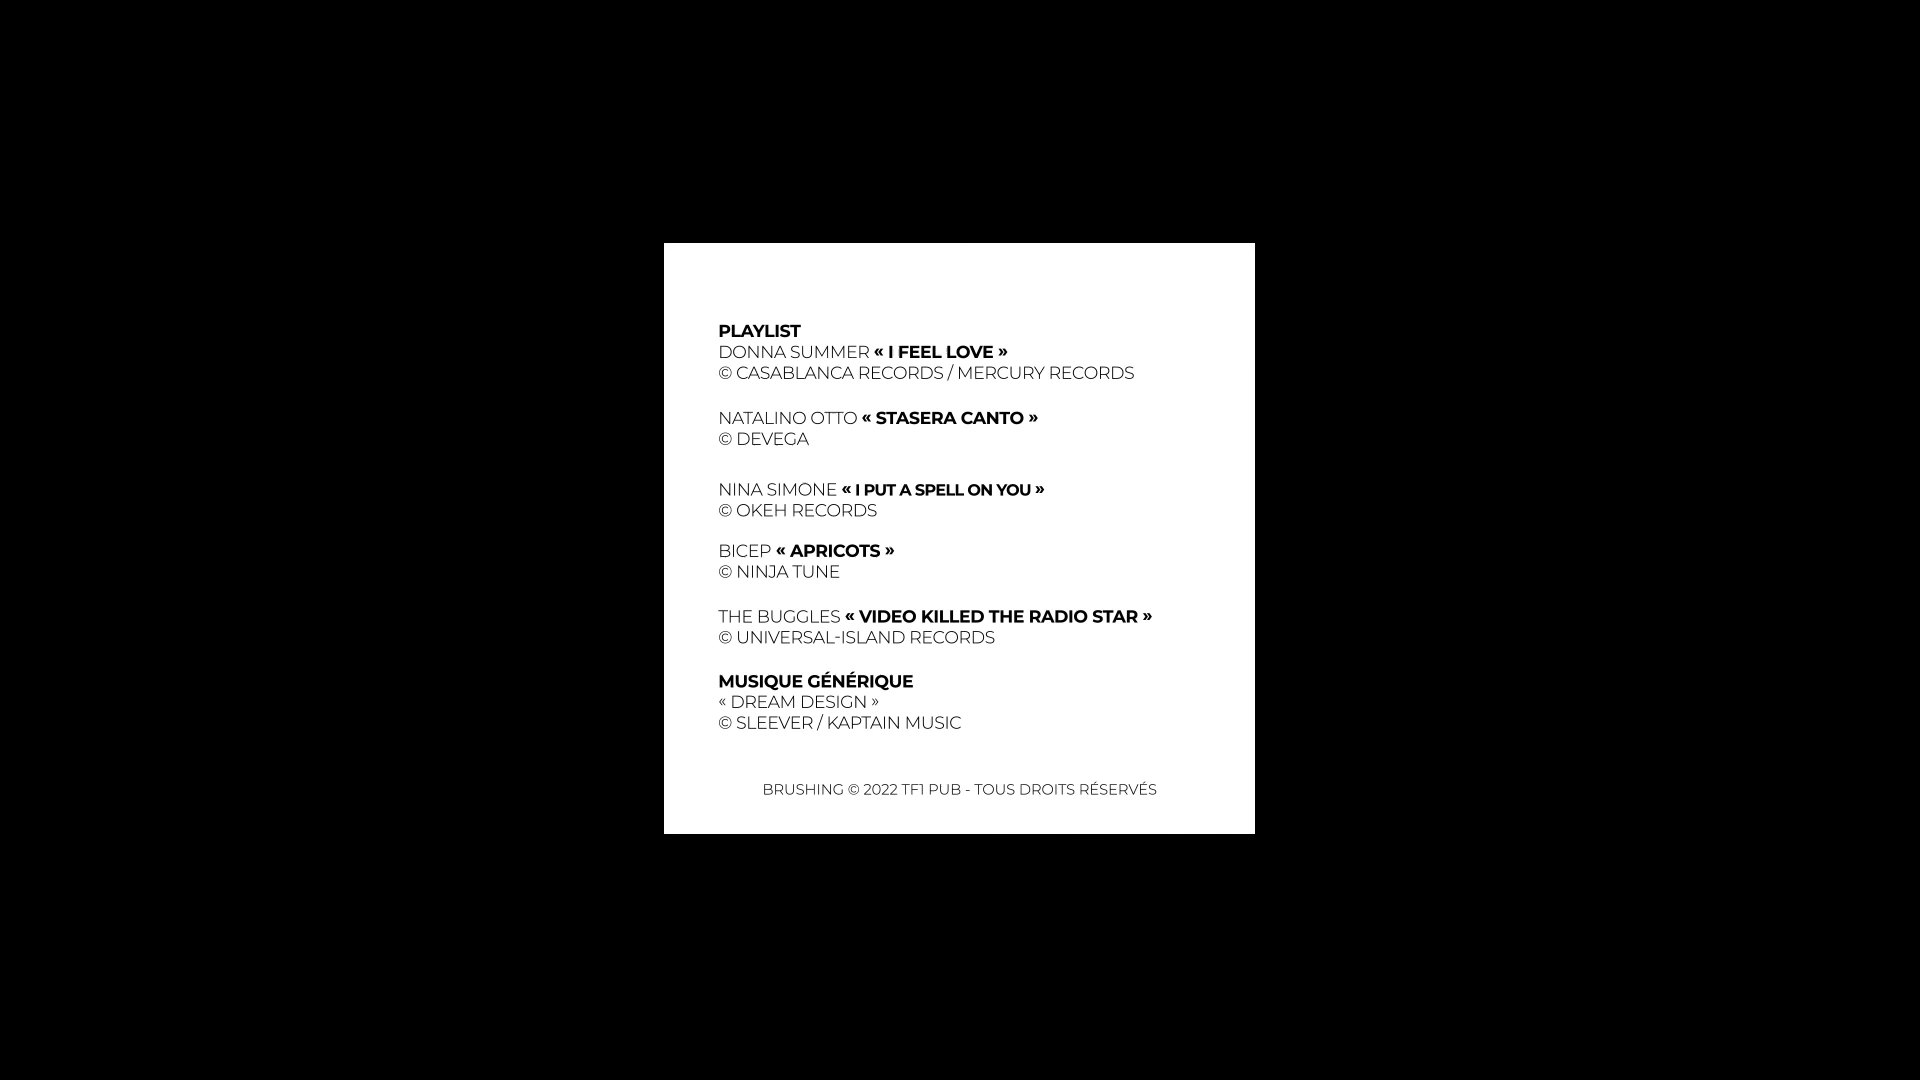 PLAYLIST
DONNA SUMMER « I FEEL LOVE »
© CASABLANCA RECORDS / MERCURY RECORDS
NATALINO OTTO « STASERA CANTO »
© DEVEGA
NINA SIMONE « I PUT A SPELL ON YOU »
© OKEH RECORDS
BICEP « APRICOTS »
© NINJA TUNE
THE BUGGLES « VIDEO KILLED THE RADIO STAR »
© UNIVERSAL-ISLAND RECORDS
MUSIQUE GÉNÉRIQUE
« DREAM DESIGN »
© SLEEVER / KAPTAIN MUSIC
BRUSHING © 2022 TF1 PUB - TOUS DROITS RÉSERVÉS